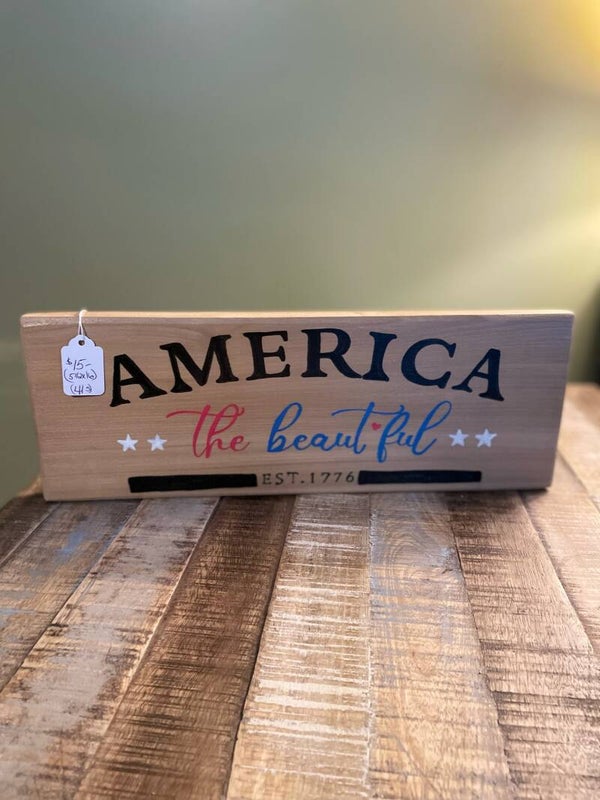 $15-
AMERICA
the beautiful
EST.1776